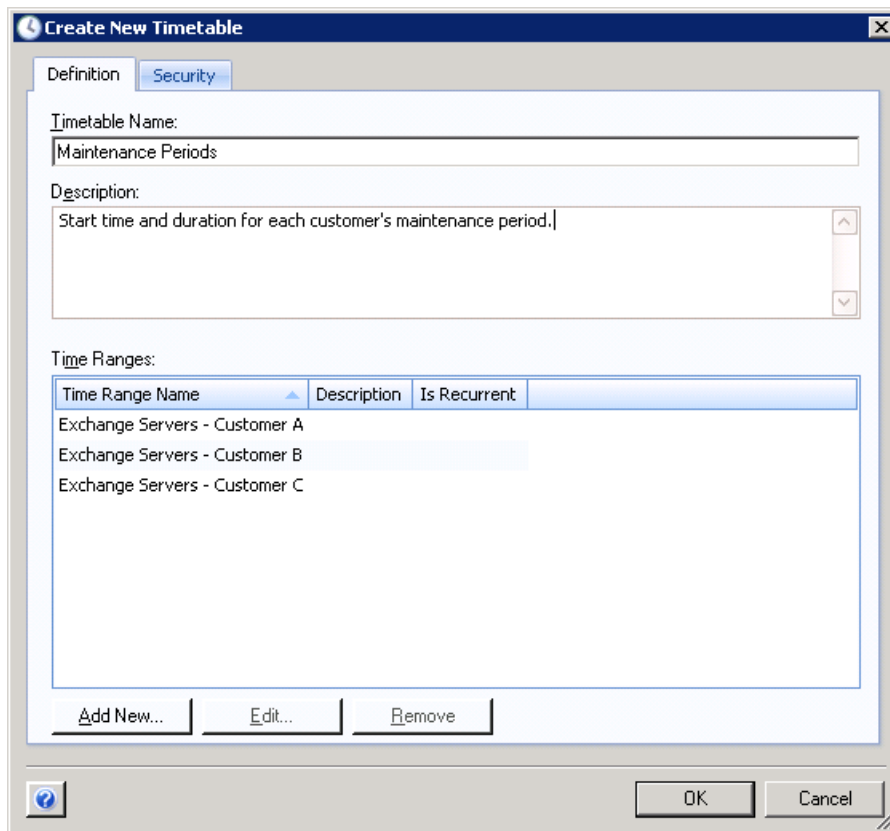 Create New Timetable
Definition
Security
Timetable Name:
Maintenance Periods
Description:
Start time and duration for each customer's maintenance period.
Time Ranges:
Time Range Name Description Is Recurrent
Exchange Servers - Customer A
Exchange Servers - Customer B
Exchange Servers - Customer C
Add New... Edit... Remove
? OK Cancel